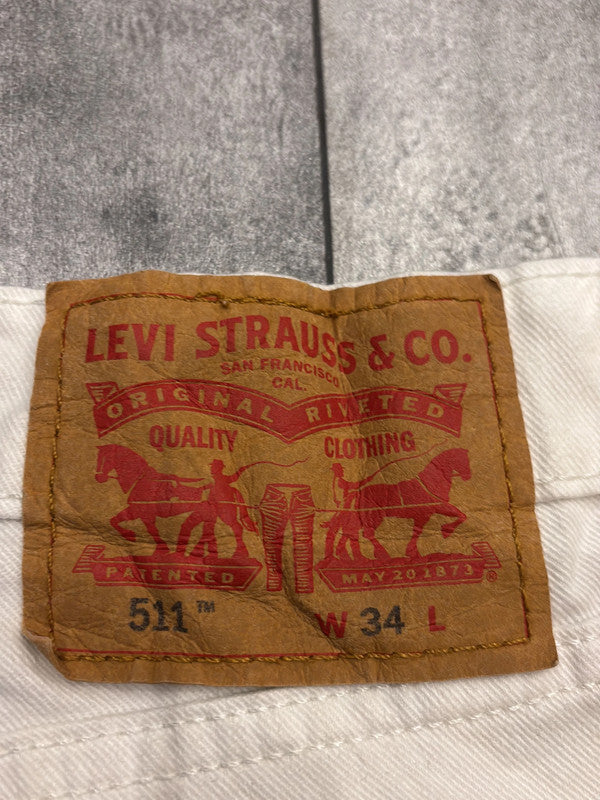 LEVI STRAUSS & CO.
SAN FRANCISCO
CAL.
ORIGINAL RIVETED
QUALITY CLOTHING
PATENTED MAY 20 1873 ®
511™ W 34 L